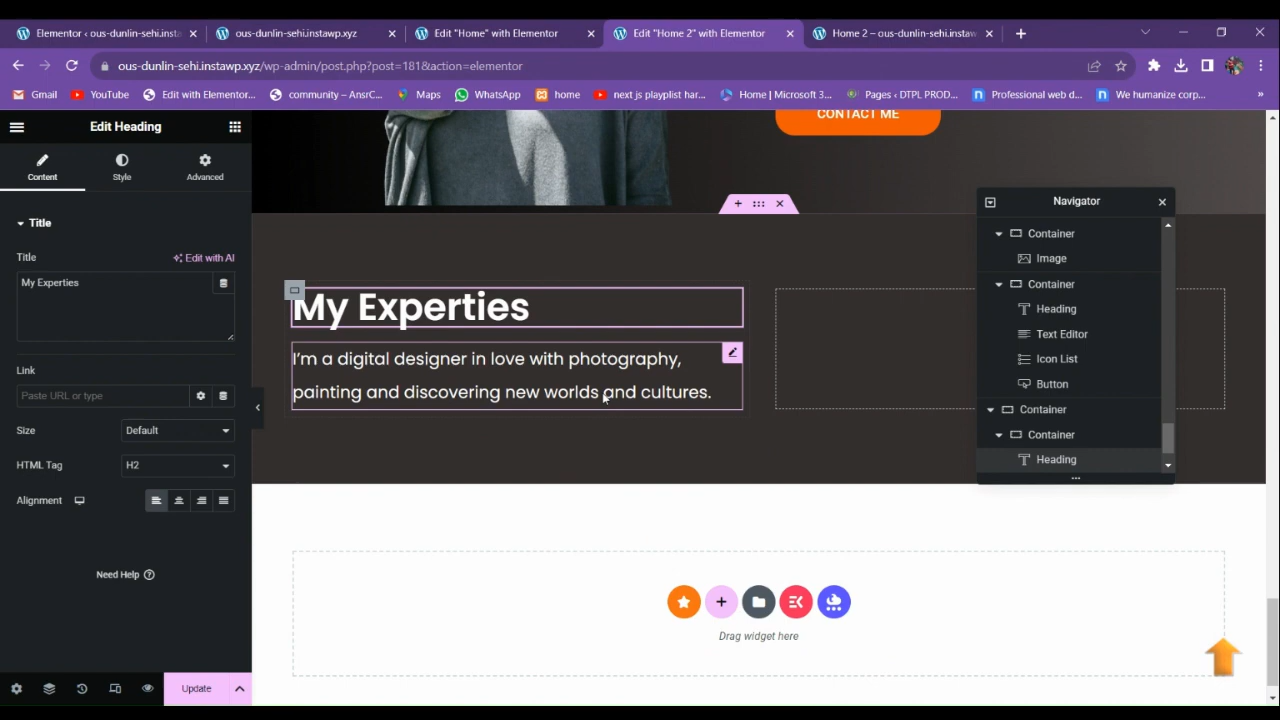 Elementor ‹ ous-dunlin-sehi.insta
ous-dunlin-sehi.instawp.xyz
Edit "Home" with Elementor
Edit "Home 2" with Elementor
Home 2 – ous-dunlin-sehi.instaw
ous-dunlin-sehi.instawp.xyz/wp-admin/post.php?post=181&action=elementor
Gmail
YouTube
Edit with Elementor...
community – AnsrC...
Maps
WhatsApp
home
next js playlist har...
Home | Microsoft 3...
Pages ‹ DTPL PROD...
Professional web d...
We humanize corp...
»
Edit Heading
Content
Style
Advanced
Title
Title
Edit with AI
My Experties
Link
Paste URL or type
Size
Default
HTML Tag
H2
Alignment
Need Help
Update
CONTACT ME
My Experties
I'm a digital designer in love with photography,
painting and discovering new worlds and cultures.
Drag widget here
Navigator
Container
Image
Container
Heading
Text Editor
Icon List
Button
Container
Container
Heading